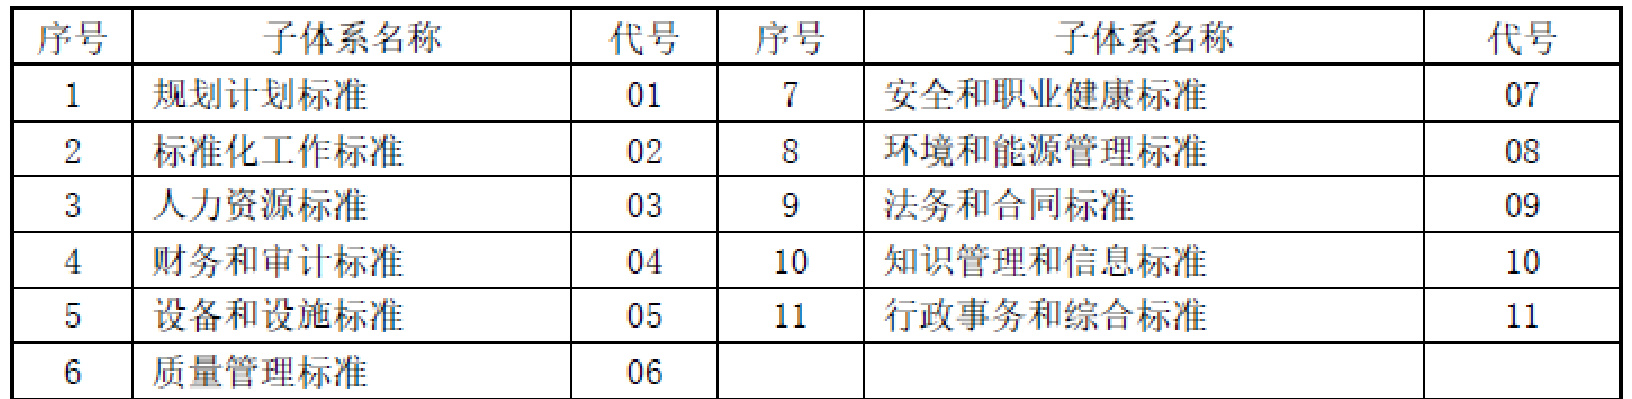 序号 子体系名称 代号 序号 子体系名称 代号
1 规划计划标准 01 7 安全和职业健康标准 07
2 标准化工作标准 02 8 环境和能源管理标准 08
3 人力资源标准 03 9 法务和合同标准 09
4 财务和审计标准 04 10 知识管理和信息标准 10
5 设备和设施标准 05 11 行政事务和综合标准 11
6 质量管理标准 06